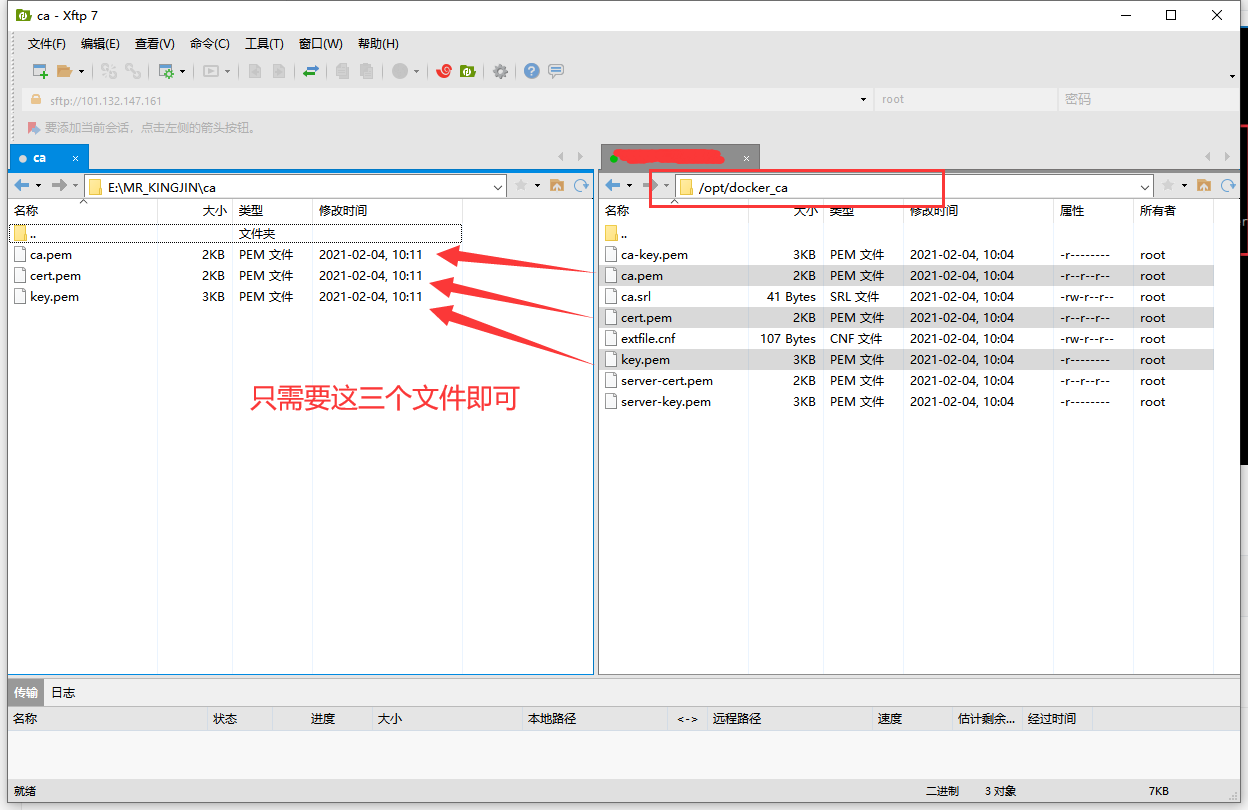 ca - Xftp 7
文件(F) 编辑(E) 查看(V) 命令(C) 工具(T) 窗口(W) 帮助(H)
sftp://101.132.147.161 root 密码
要添加当前会话，点击左侧的箭头按钮。
ca
E:\MR_KINGJIN\ca
名称 大小 类型 修改时间
.. 文件夹
ca.pem 2KB PEM 文件 2021-02-04, 10:11
cert.pem 2KB PEM 文件 2021-02-04, 10:11
key.pem 3KB PEM 文件 2021-02-04, 10:11
只需要这三个文件即可
/opt/docker_ca
名称 大小 类型 修改时间 属性 所有者
..
ca-key.pem 3KB PEM 文件 2021-02-04, 10:04 -r-------- root
ca.pem 2KB PEM 文件 2021-02-04, 10:04 -r--r--r-- root
ca.srl 41 Bytes SRL 文件 2021-02-04, 10:04 -rw-r--r-- root
cert.pem 2KB PEM 文件 2021-02-04, 10:04 -r--r--r-- root
extfile.cnf 107 Bytes CNF 文件 2021-02-04, 10:04 -rw-r--r-- root
key.pem 3KB PEM 文件 2021-02-04, 10:04 -r-------- root
server-cert.pem 2KB PEM 文件 2021-02-04, 10:04 -r--r--r-- root
server-key.pem 3KB PEM 文件 2021-02-04, 10:04 -r-------- root
传输 日志
名称 状态 进度 大小 本地路径 <-> 远程路径 速度 估计剩余... 经过时间
就绪 二进制 3 对象 7KB